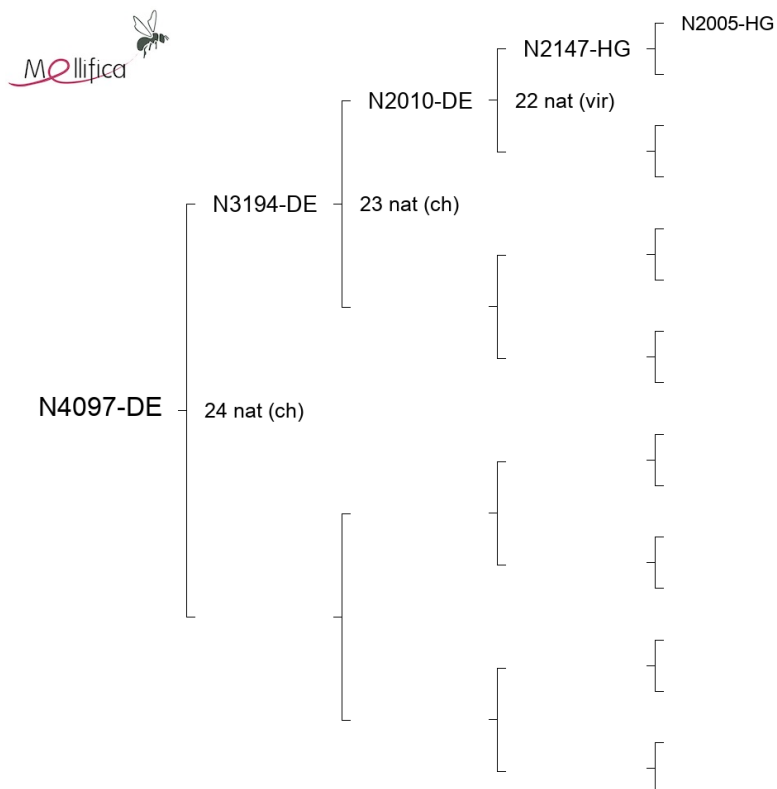 Mellifica
N2005-HG
N2147-HG
N2010-DE
22 nat (vir)
N3194-DE
23 nat (ch)
N4097-DE
24 nat (ch)